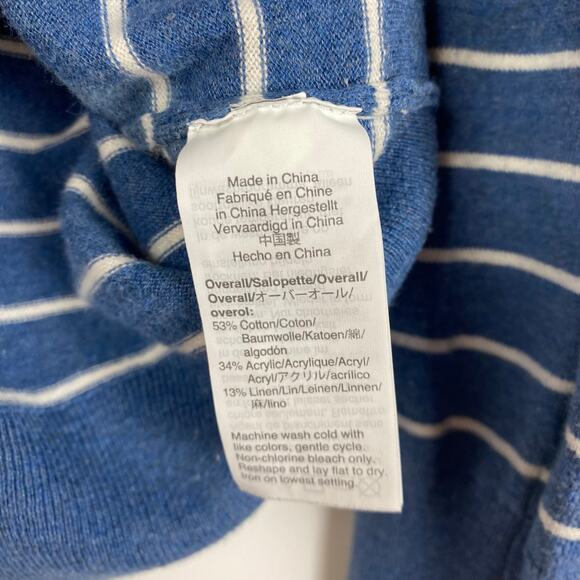 Made in China
Fabriqué en Chine
in China Hergestellt
Vervaardigd in China
中国製
Hecho en China
Overall/Salopette/Overall/
Overall/オーバーオール/
overol:
53% Cotton/Coton/
Baumwolle/Katoen/綿/
algodón
34% Acrylic/Acrylique/Acryl/
Acryl/アクリル/acrílico
13% Linen/Lin/Leinen/Linnen/
麻/lino
Machine wash cold with
like colors, gentle cycle.
Non-chlorine bleach only.
Reshape and lay flat to dry.
Iron on lowest setting.